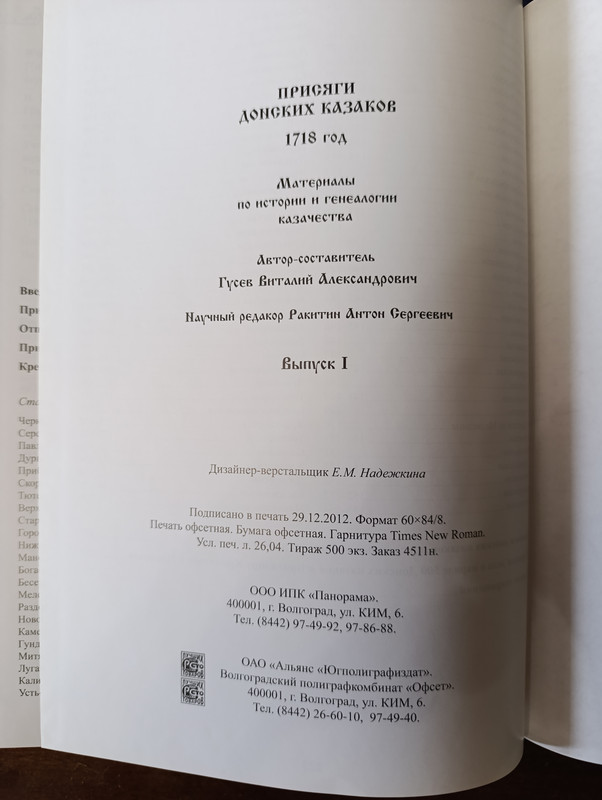 ПРИСЯГИ
ДОНСКИХ КАЗАКОВ
1718 год
Материалы
по истории и генеалогии
казачества
Автор-составитель
Гусев Виталий Александрович
Научный редакор Ракитин Антон Сергеевич
Выпуск I
Дизайнер-верстальщик Е.М. Надежкина
Подписано в печать 29.12.2012. Формат 60×84/8.
Печать офсетная. Бумага офсетная. Гарнитура Times New Roman.
Усл. печ. л. 26,04. Тираж 500 экз. Заказ 4511н.
ООО ИПК «Панорама».
400001, г. Волгоград, ул. КИМ, 6.
Тел. (8442) 97-49-92, 97-86-88.
ОАО «Альянс «Югполиграфиздат».
Волгоградский полиграфкомбинат «Офсет».
400001, г. Волгоград, ул. КИМ, 6.
Тел. (8442) 26-60-10, 97-49-40.